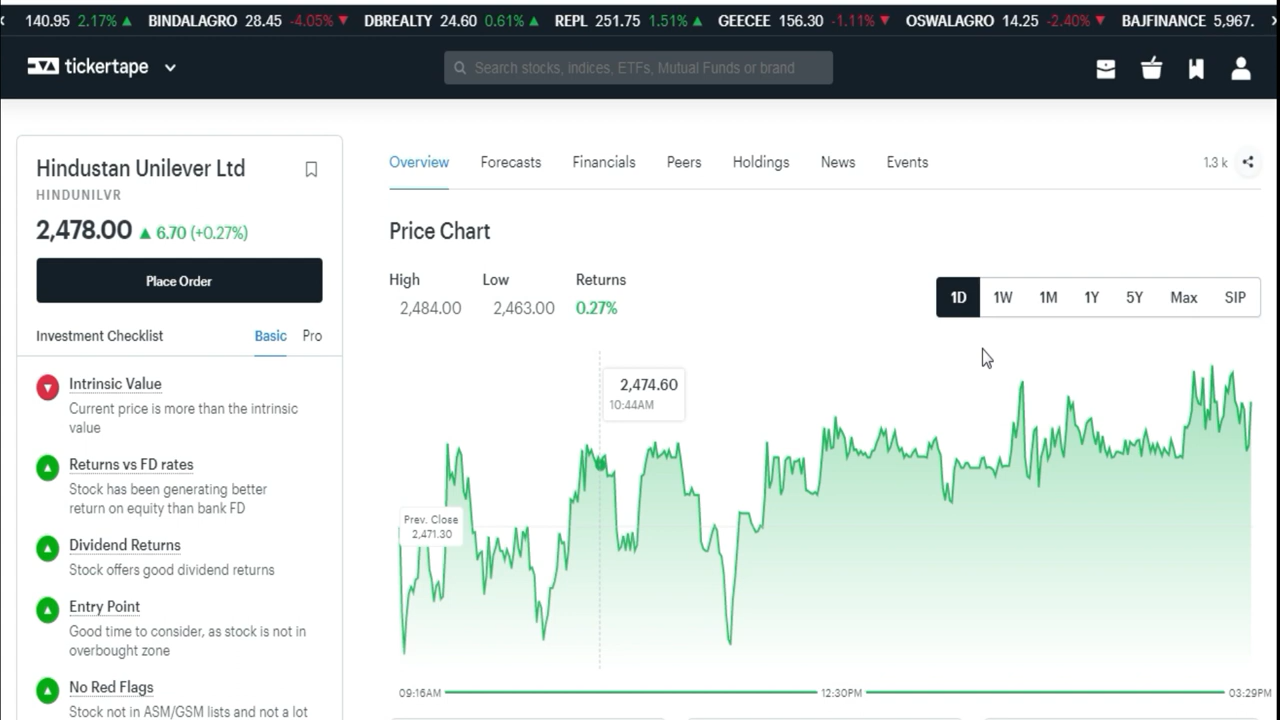 140.95 2.17% BINDALAGRO 28.45 -4.05% DBREALTY 24.60 0.61% REPL 251.75 1.51% GEECEE 156.30 -1.11% OSWALAGRO 14.25 -2.40% BAJFINANCE 5,967.
tickertape
Search stocks, indices, ETFs, Mutual Funds or brand
Hindustan Unilever Ltd
HINDUNILVR
2,478.00 6.70 (+0.27%)
Place Order
Investment Checklist Basic Pro
Intrinsic Value
Current price is more than the intrinsic
value
Returns vs FD rates
Stock has been generating better
return on equity than bank FD
Dividend Returns
Stock offers good dividend returns
Entry Point
Good time to consider, as stock is not in
overbought zone
No Red Flags
Stock not in ASM/GSM lists and not a lot
Overview Forecasts Financials Peers Holdings News Events 1.3 k
Price Chart
High Low Returns
2,484.00 2,463.00 0.27%
1D 1W 1M 1Y 5Y Max SIP
2,474.60
10:44AM
Prev. Close
2,471.30
09:16AM 12:30PM 03:29PM